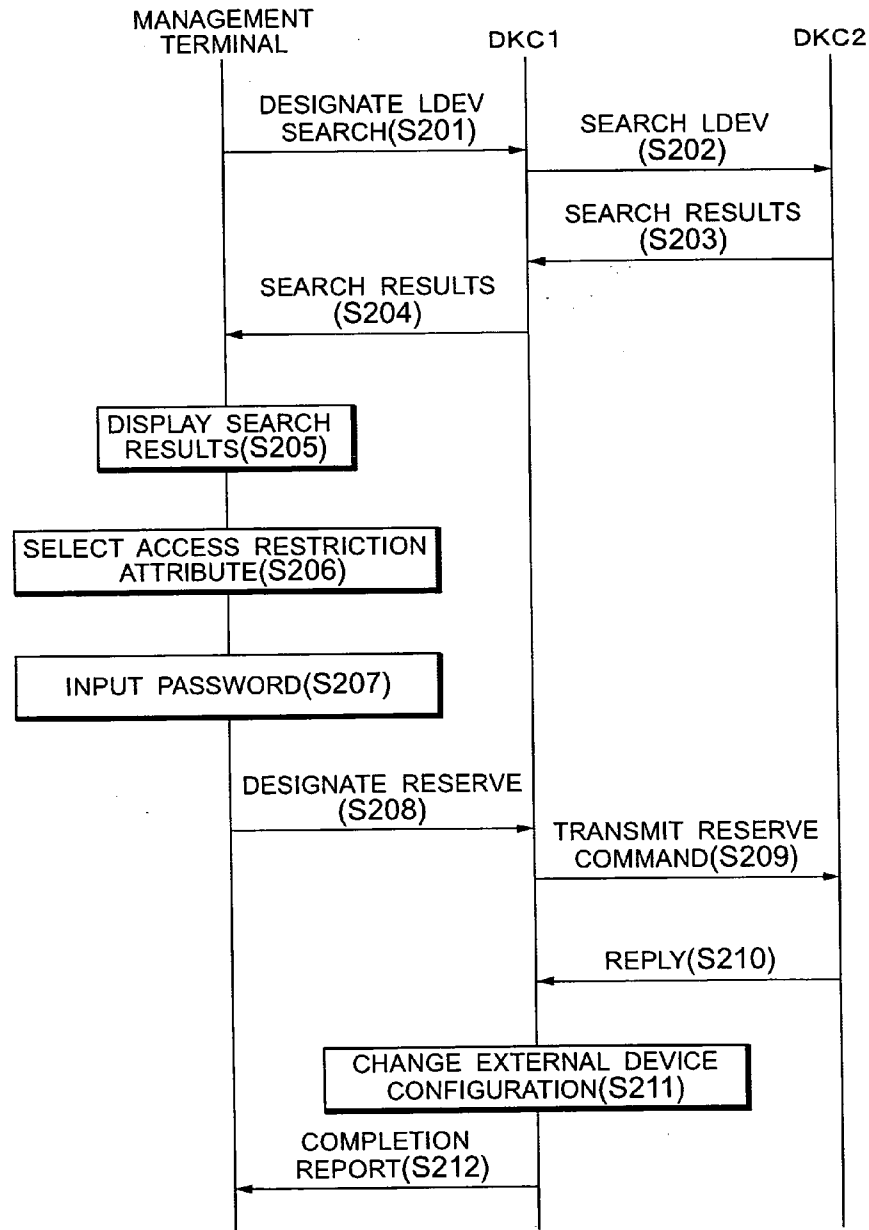 MANAGEMENT
TERMINAL
DKC1
DKC2
DESIGNATE LDEV
SEARCH(S201)
SEARCH LDEV
(S202)
SEARCH RESULTS
(S203)
SEARCH RESULTS
(S204)
DISPLAY SEARCH
RESULTS(S205)
SELECT ACCESS RESTRICTION
ATTRIBUTE(S206)
INPUT PASSWORD(S207)
DESIGNATE RESERVE
(S208)
TRANSMIT RESERVE
COMMAND(S209)
REPLY(S210)
CHANGE EXTERNAL DEVICE
CONFIGURATION(S211)
COMPLETION
REPORT(S212)